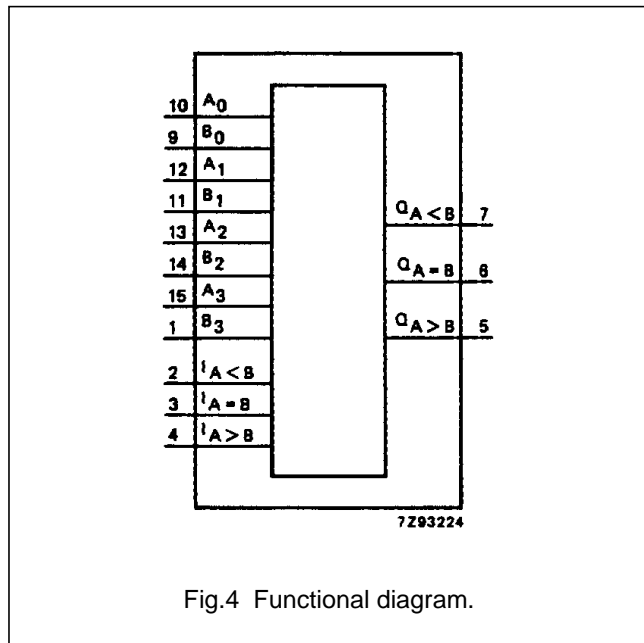 10 A0
9 B0
12 A1
11 B1
13 A2
14 B2
15 A3
1 B3
2 IA<B
3 IA=B
4 IA>B
QA<B 7
QA=B 6
QA>B 5
7Z93224
Fig.4 Functional diagram.